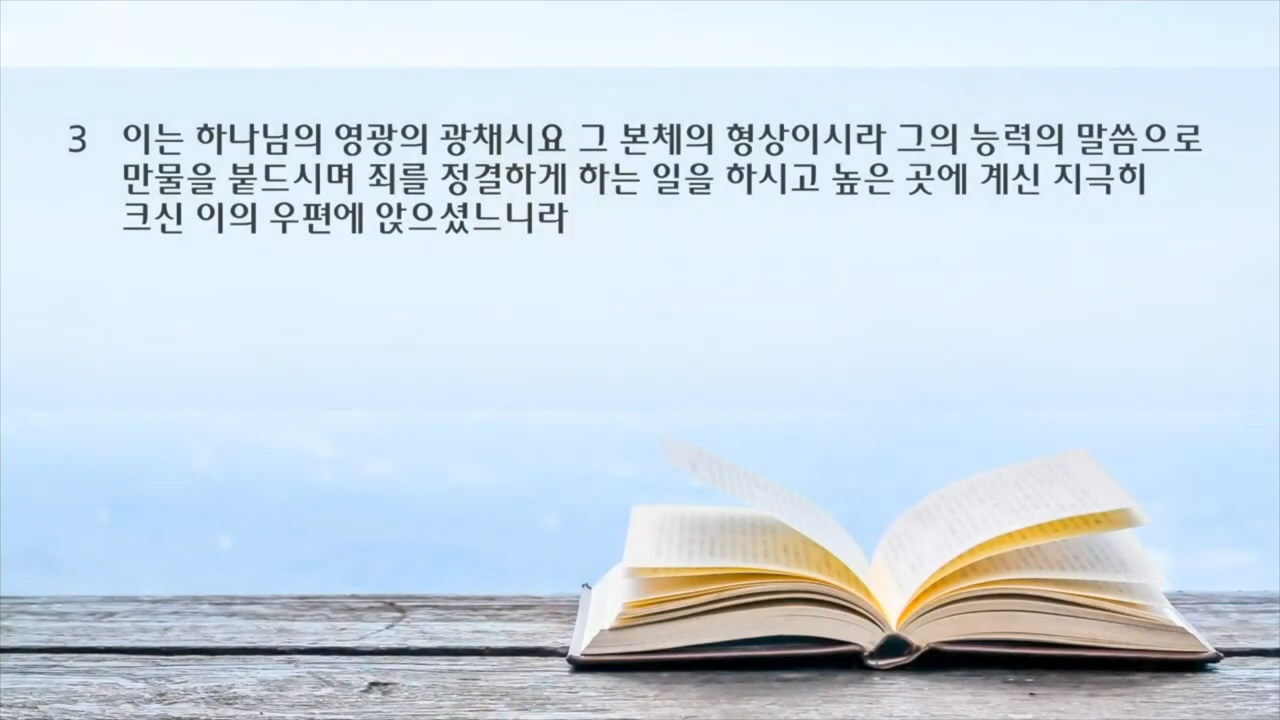 3 이는 하나님의 영광의 광채시요 그 본체의 형상이시라 그의 능력의 말씀으로
만물을 붙드시며 죄를 정결하게 하는 일을 하시고 높은 곳에 계신 지극히
크신 이의 우편에 앉으셨느니라